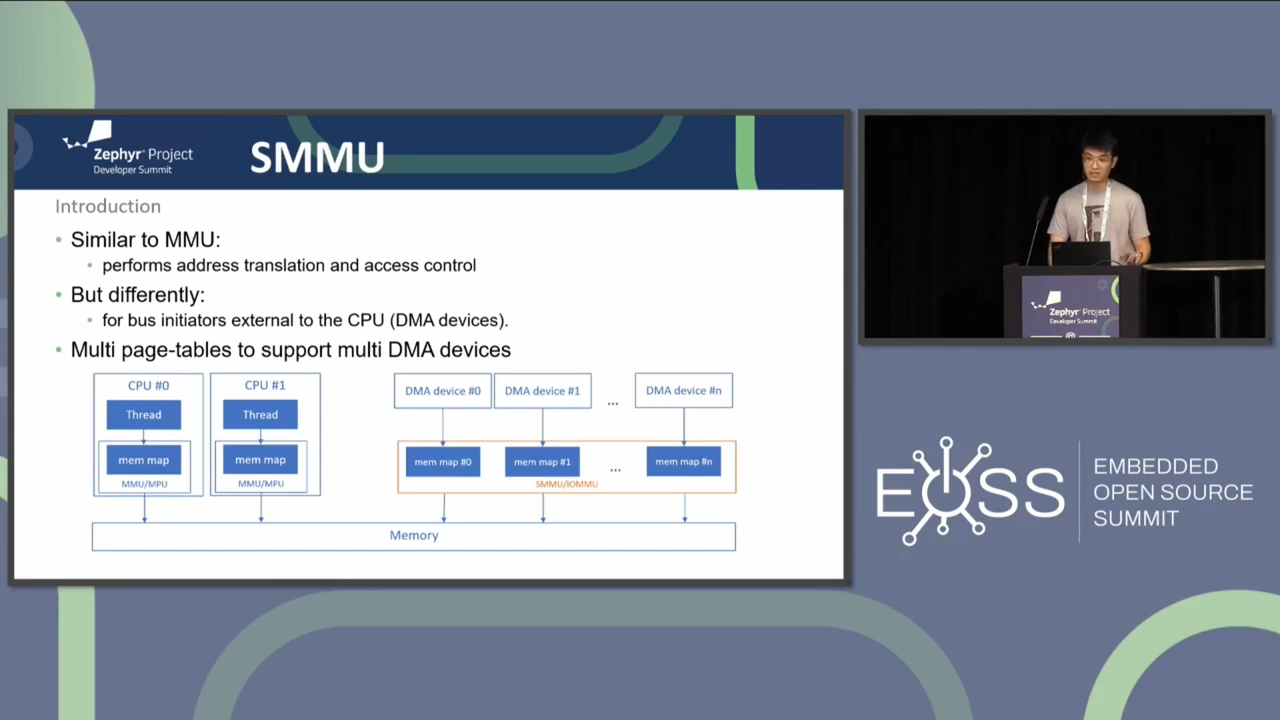 Zephyr® Project
Developer Summit
SMMU
Introduction
• Similar to MMU:
• performs address translation and access control
• But differently:
• for bus initiators external to the CPU (DMA devices).
• Multi page-tables to support multi DMA devices
CPU #0
CPU #1
Thread
Thread
mem map
mem map
MMU/MPU
MMU/MPU
DMA device #0
DMA device #1
...
DMA device #n
mem map #0
mem map #1
...
mem map #n
SMMU/IOMMU
Memory
Zephyr® Project
Developer Summit
EOSS
EMBEDDED
OPEN SOURCE
SUMMIT